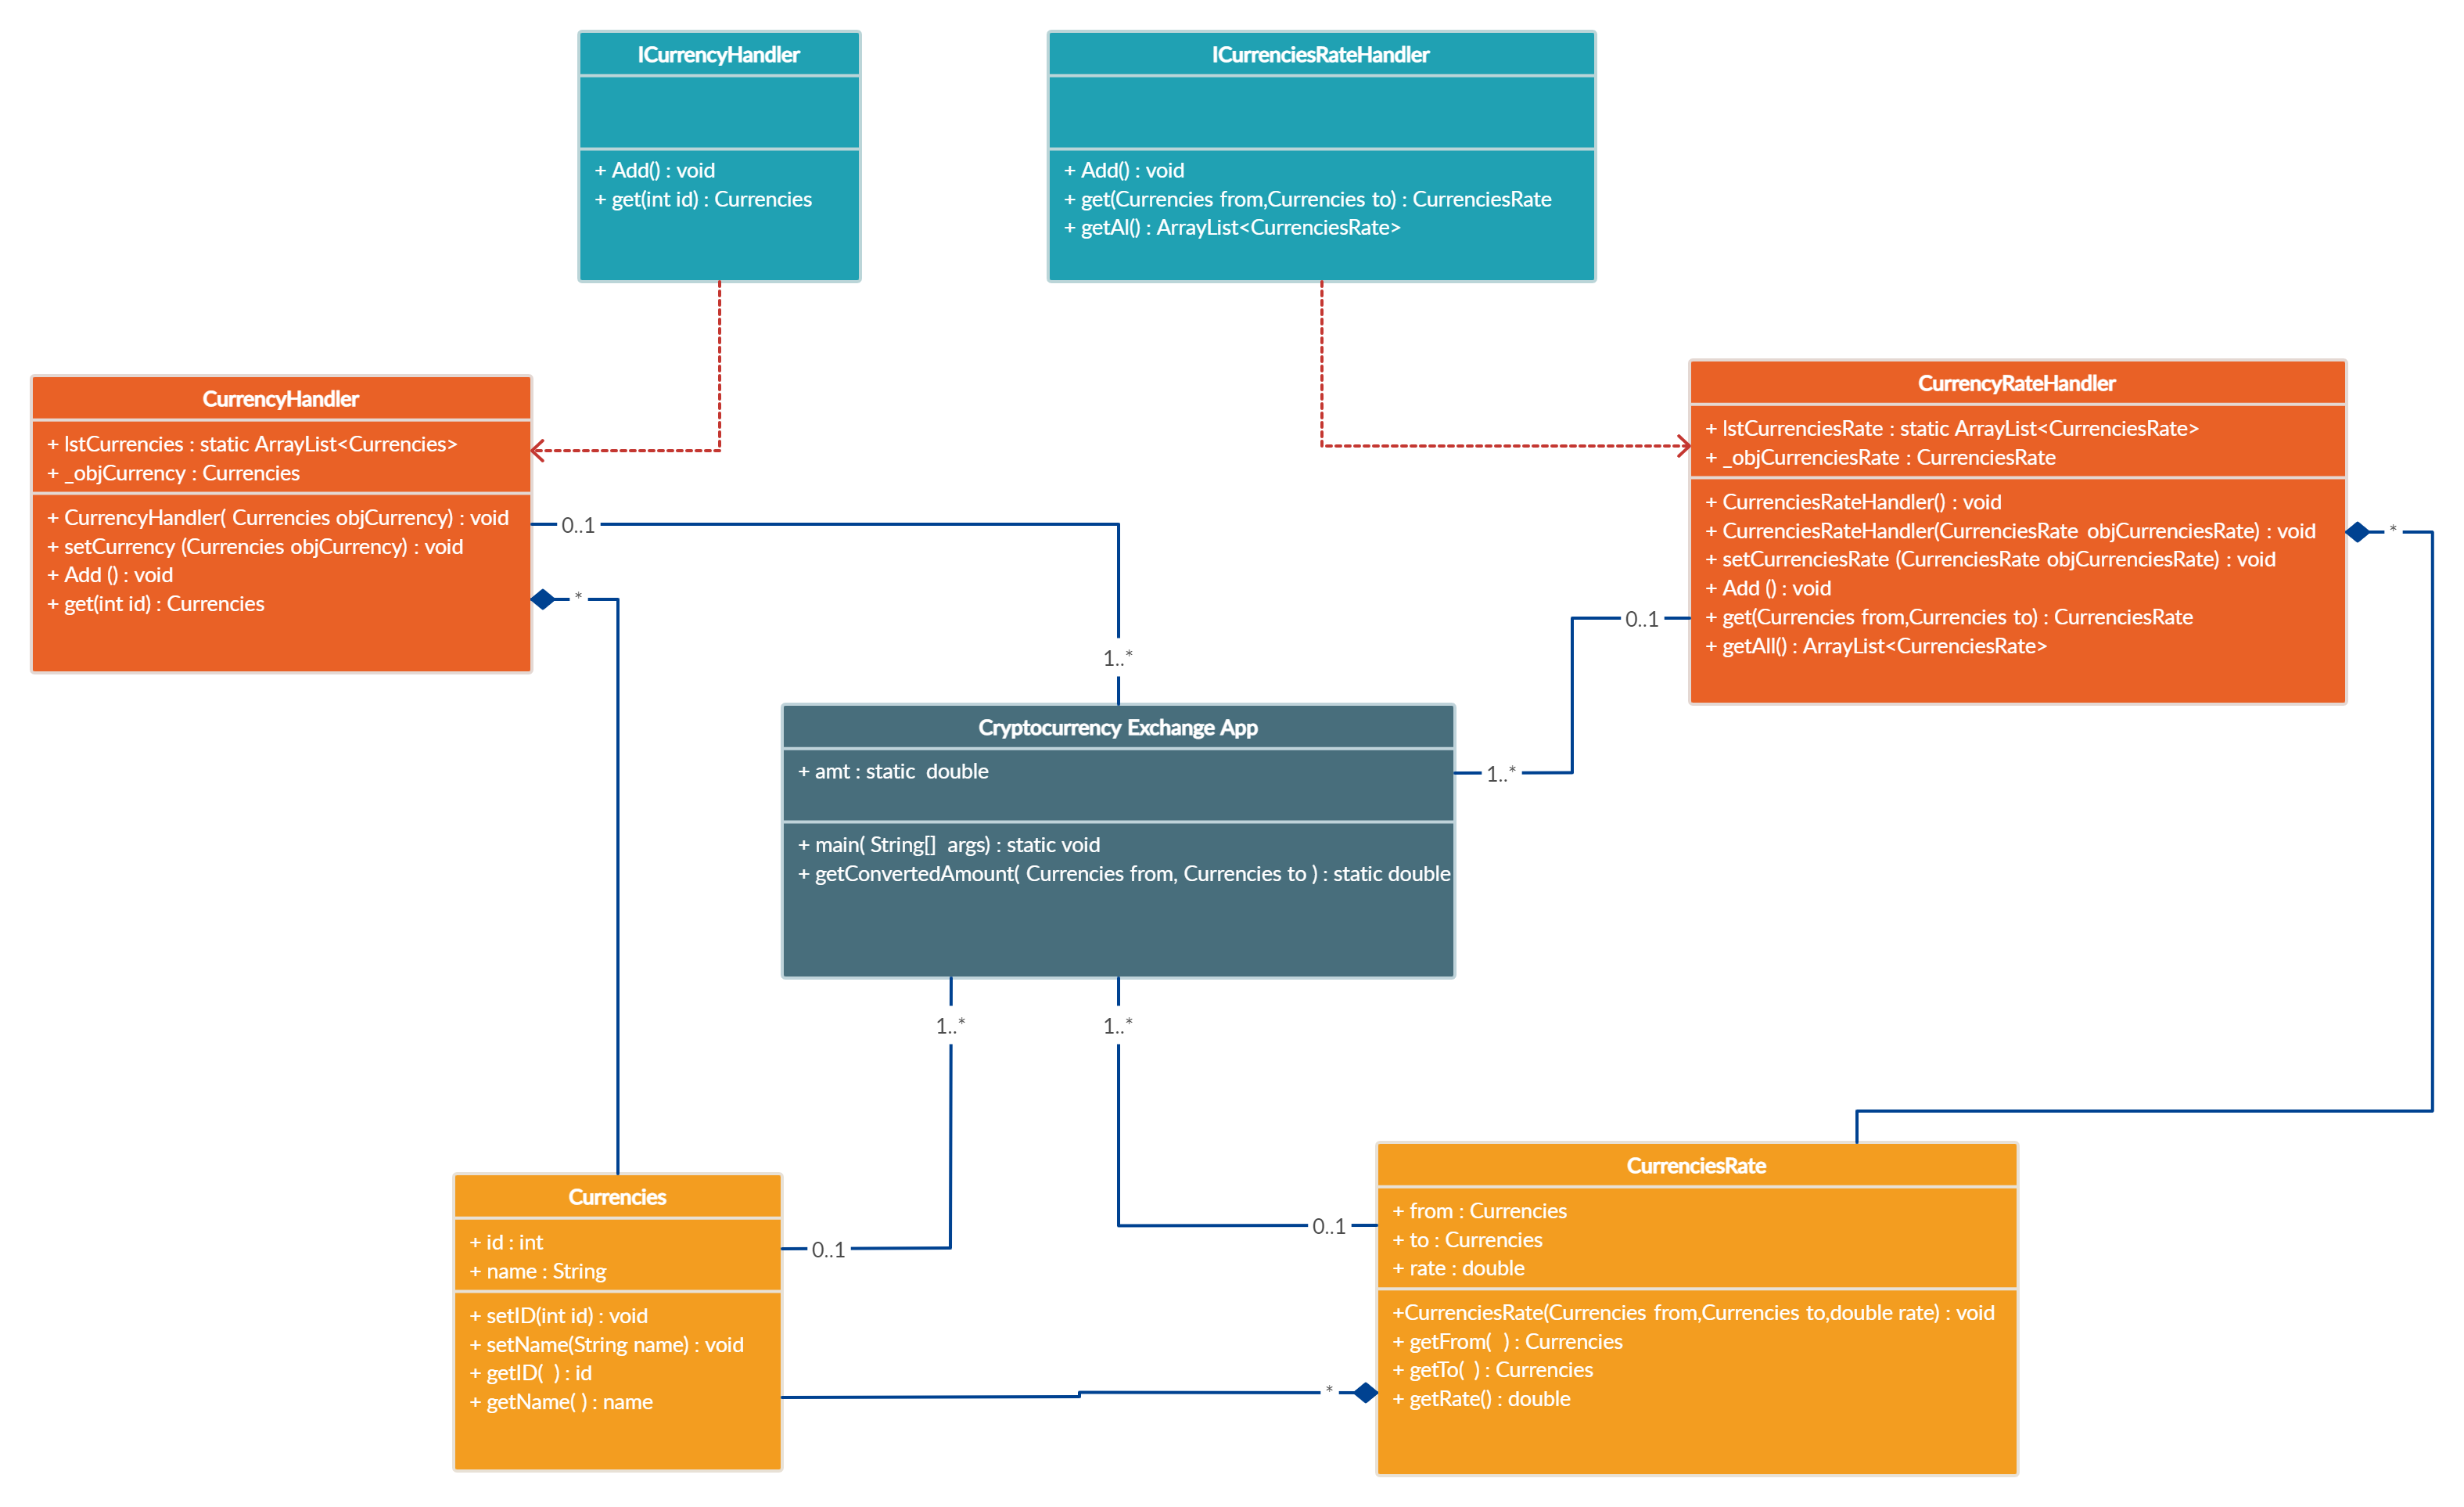 ICurrencyHandler
+ Add() : void
+ get(int id) : Currencies
ICurrenciesRateHandler
+ Add() : void
+ get(Currencies from,Currencies to) : CurrenciesRate
+ getAl() : ArrayList<CurrenciesRate>
CurrencyHandler
+ lstCurrencies : static ArrayList<Currencies>
+ _objCurrency : Currencies
+ CurrencyHandler( Currencies objCurrency) : void
+ setCurrency (Currencies objCurrency) : void
+ Add () : void
+ get(int id) : Currencies
CurrencyRateHandler
+ lstCurrenciesRate : static ArrayList<CurrenciesRate>
+ _objCurrenciesRate : CurrenciesRate
+ CurrenciesRateHandler() : void
+ CurrenciesRateHandler(CurrenciesRate objCurrenciesRate) : void
+ setCurrenciesRate (CurrenciesRate objCurrenciesRate) : void
+ Add () : void
+ get(Currencies from,Currencies to) : CurrenciesRate
+ getAll() : ArrayList<CurrenciesRate>
0..1
*
1..*
0..1
*
1..*
Cryptocurrency Exchange App
+ amt : static double
+ main( String[] args) : static void
+ getConvertedAmount( Currencies from, Currencies to ) : static double
1..*
1..*
0..1
0..1
*
Currencies
+ id : int
+ name : String
+ setID(int id) : void
+ setName(String name) : void
+ getID( ) : id
+ getName( ) : name
CurrenciesRate
+ from : Currencies
+ to : Currencies
+ rate : double
+CurrenciesRate(Currencies from,Currencies to,double rate) : void
+ getFrom( ) : Currencies
+ getTo( ) : Currencies
+ getRate() : double